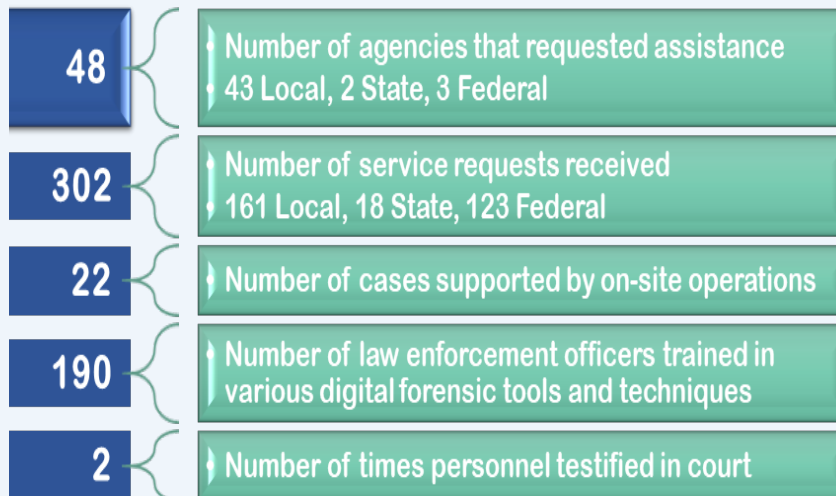 48
Number of agencies that requested assistance
43 Local, 2 State, 3 Federal
302
Number of service requests received
161 Local, 18 State, 123 Federal
22
Number of cases supported by on-site operations
190
Number of law enforcement officers trained in
various digital forensic tools and techniques
2
Number of times personnel testified in court